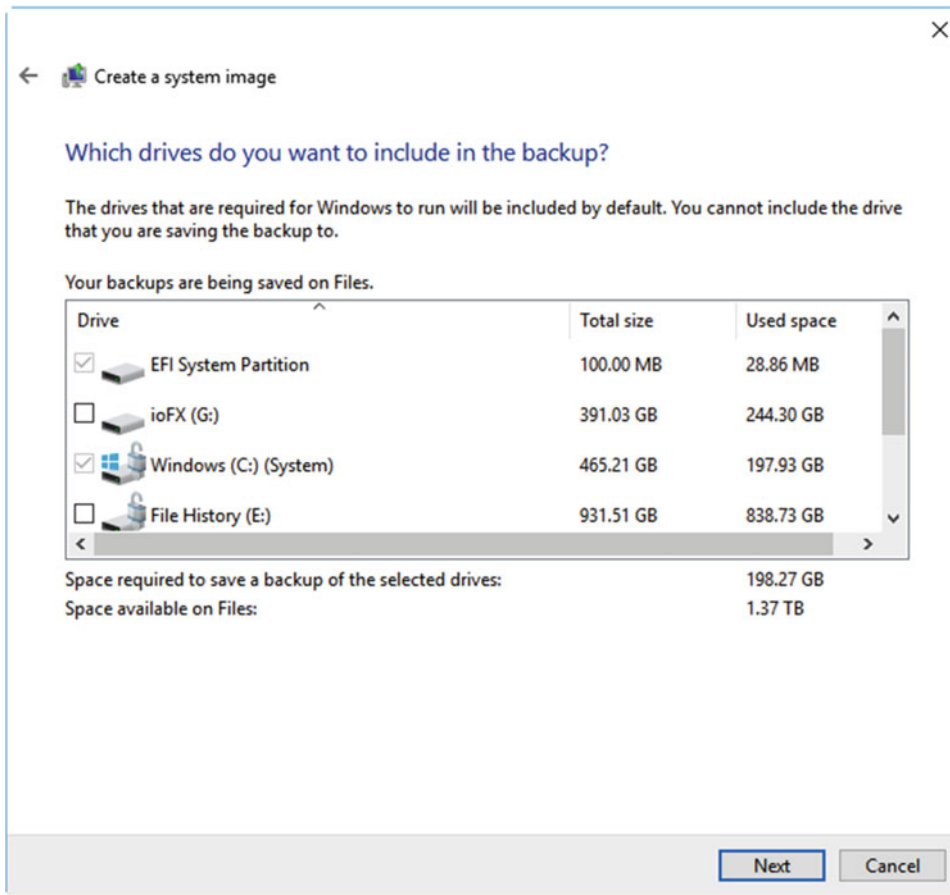 Create a system image
Which drives do you want to include in the backup?
The drives that are required for Windows to run will be included by default. You cannot include the drive
that you are saving the backup to.
Your backups are being saved on Files.
Drive Total size Used space
EFI System Partition 100.00 MB 28.86 MB
ioFX (G:) 391.03 GB 244.30 GB
Windows (C:) (System) 465.21 GB 197.93 GB
File History (E:) 931.51 GB 838.73 GB
Space required to save a backup of the selected drives: 198.27 GB
Space available on Files: 1.37 TB
Next Cancel